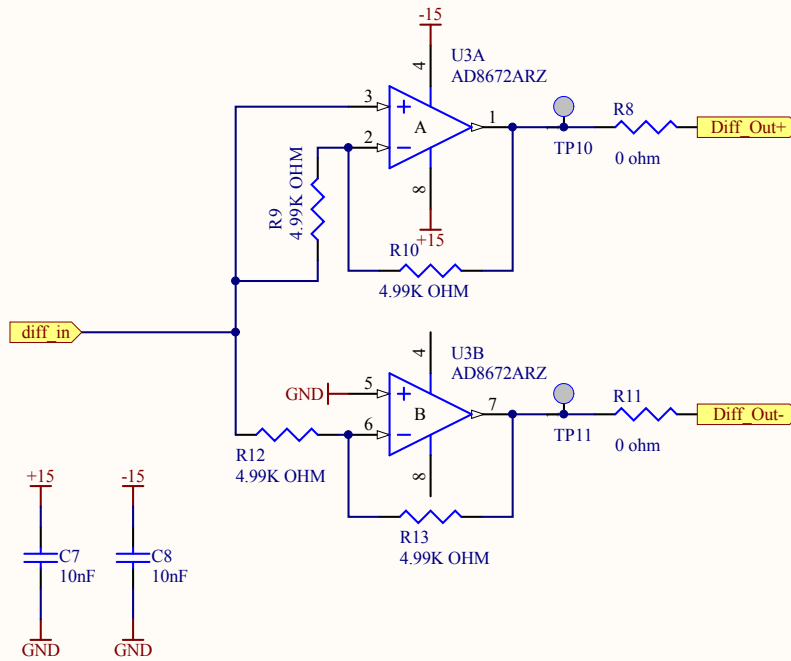 -15
4
U3A
AD8672ARZ
3
+
A
1
2
−
8
+15
TP10
R8
0 ohm
Diff_Out+
R9
4.99K OHM
R10
4.99K OHM
diff_in
4
U3B
AD8672ARZ
GND
5
+
B
7
6
−
8
TP11
R11
0 ohm
Diff_Out-
R12
4.99K OHM
R13
4.99K OHM
+15
-15
C7
10nF
C8
10nF
GND
GND